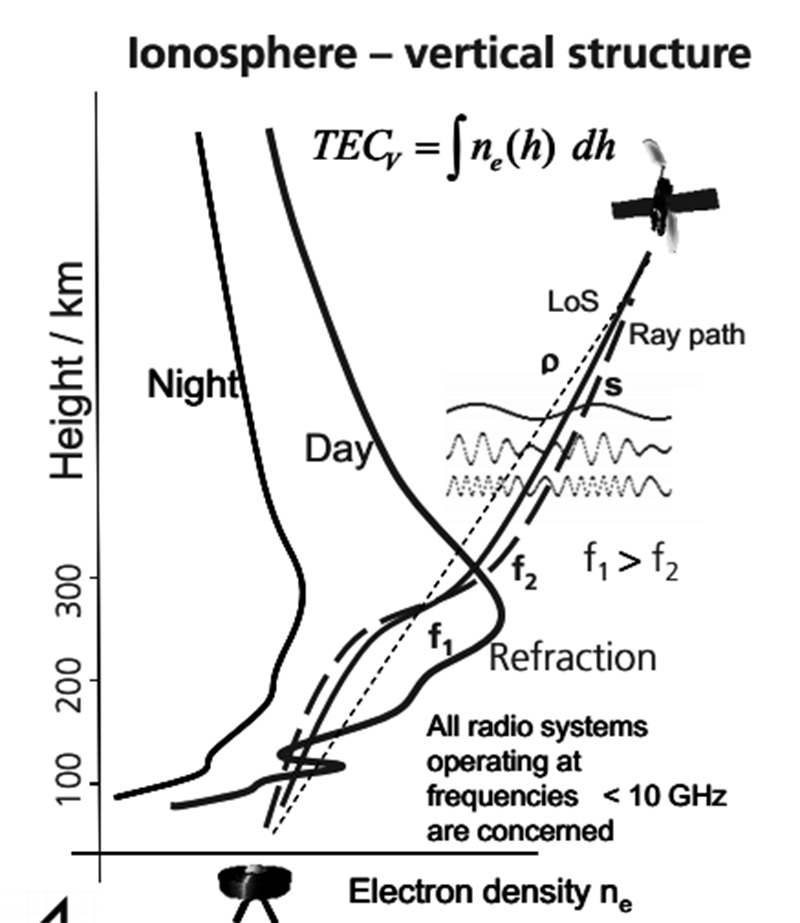 Ionosphere – vertical structure
TEC_V = ∫ n_e(h) dh
Height / km
LoS
Ray path
ρ
s
Night
Day
300
200
100
f₂
f₁ > f₂
f₁
Refraction
All radio systems
operating at
frequencies < 10 GHz
are concerned
Electron density nₑ